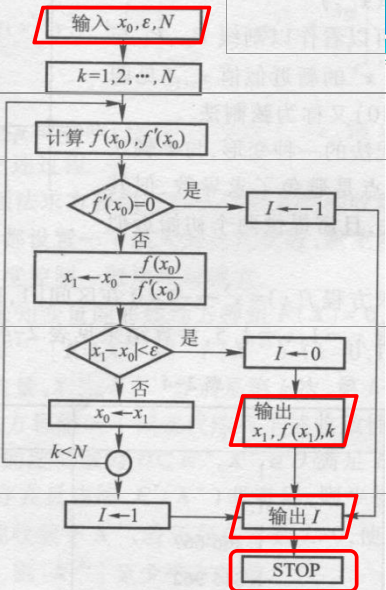 输入 x₀,ε,N
k=1,2,⋯,N
计算 f(x₀),f′(x₀)
f′(x₀)=0
是
I←-1
否
x₁←x₀-f(x₀)/f′(x₀)
|x₁-x₀|<ε
是
I←0
否
x₀←x₁
输出
x₁,f(x₁),k
k<N
I←1
输出 I
STOP